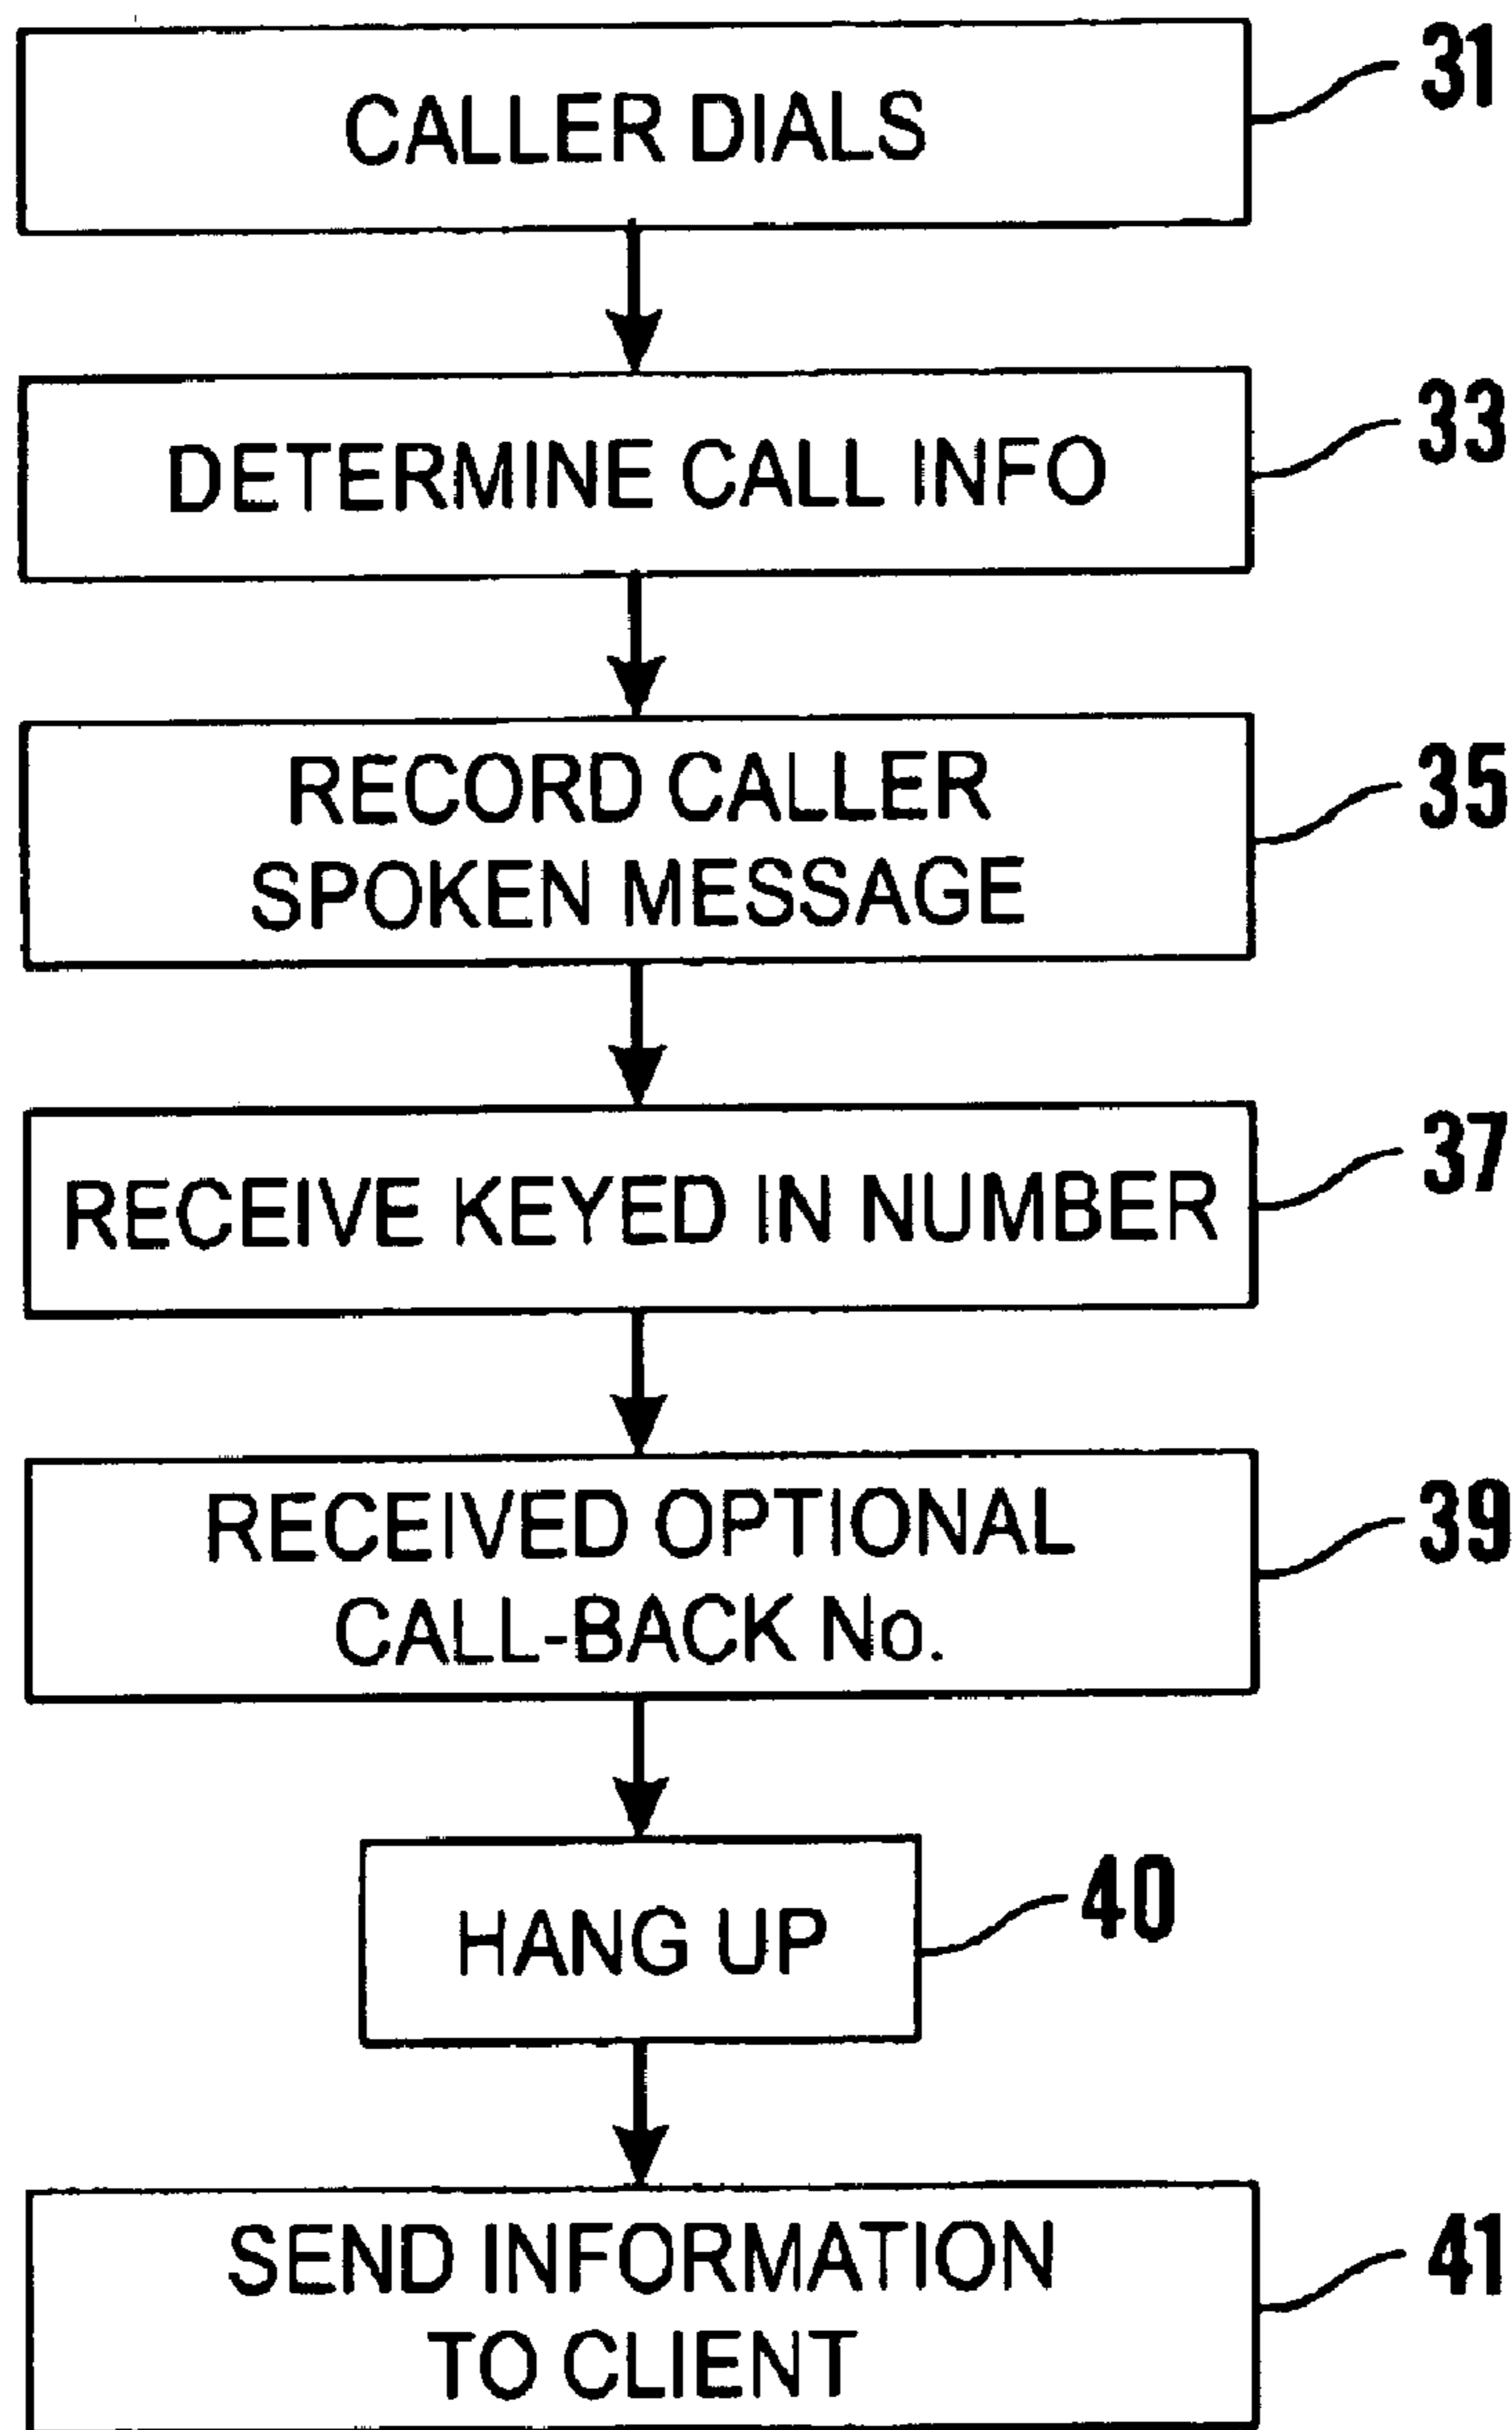 CALLER DIALS
31
DETERMINE CALL INFO
33
RECORD CALLER
SPOKEN MESSAGE
35
RECEIVE KEYED IN NUMBER
37
RECEIVED OPTIONAL
CALL-BACK No.
39
HANG UP
40
SEND INFORMATION
TO CLIENT
41